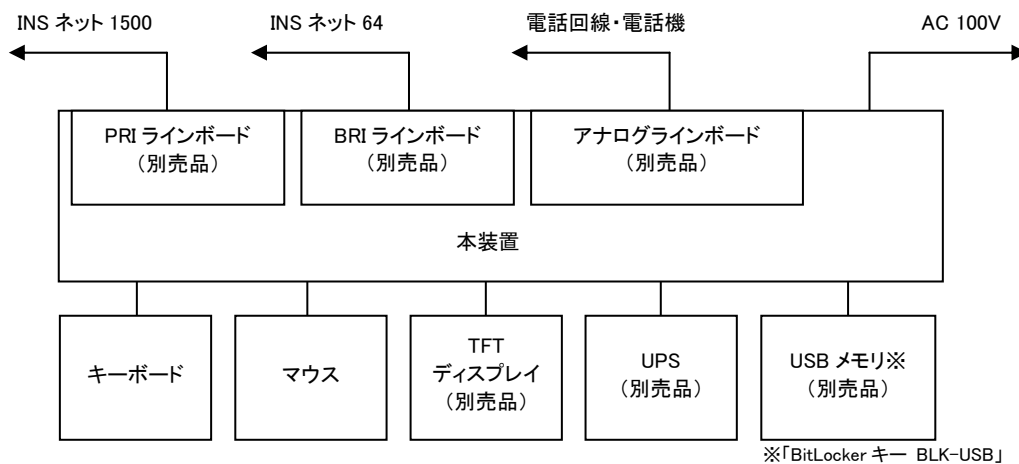 INS ネット 1500
INS ネット 64
電話回線・電話機
AC 100V
PRI ラインボード
（別売品）
BRI ラインボード
（別売品）
アナログラインボード
（別売品）
本装置
キーボード
マウス
TFT
ディスプレイ
（別売品）
UPS
（別売品）
USB メモリ※
（別売品）
※「BitLocker キー BLK-USB」